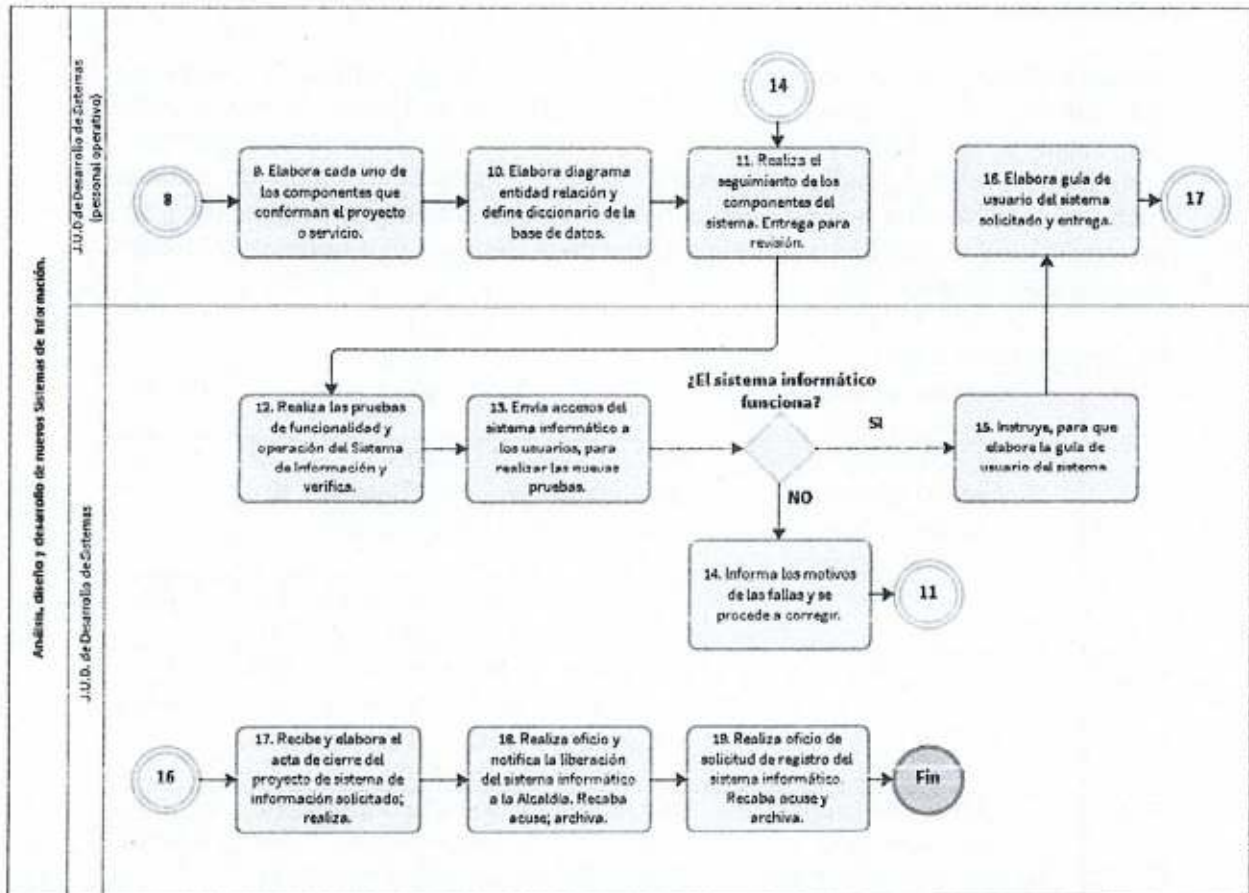 Análisis, diseño y desarrollo de nuevos Sistemas de Información.
J.U.D de Desarrollo de Sistemas
(pesonal operativo)
8
9. Elabora cada uno de
los componentes que
conforman el proyecto
o servicio.
10. Elabora diagrama
entidad relación y
define diccionario de la
base de datos.
14
11. Realiza el
seguimiento de los
componentes del
sistema. Entrega para
revisión.
16. Elabora guía de
usuario del sistema
solicitado y entrega.
17
J.U.D. de Desarrollo de Sistemas
12. Realiza las pruebas
de funcionalidad y
operación del Sistema
de Información y
verifica.
13. Envía accesos del
sistema informático a
los usuarios, para
realizar las nuevas
pruebas.
¿El sistema informático
funciona?
SI
NO
15. Instruye, para que
elabora la guía de
usuario del sistema
14. Informa los motivos
de las fallas y se
procede a corregir.
11
16
17. Recibe y elabora el
acta de cierre del
proyecto de sistema de
información solicitado;
realiza.
18. Realiza oficio y
notifica la liberación
del sistema informático
a la Alcaldía. Recaba
acuse; archiva.
19. Realiza oficio de
solicitud de registro del
sistema informático.
Recaba acuse y
archiva.
Fin